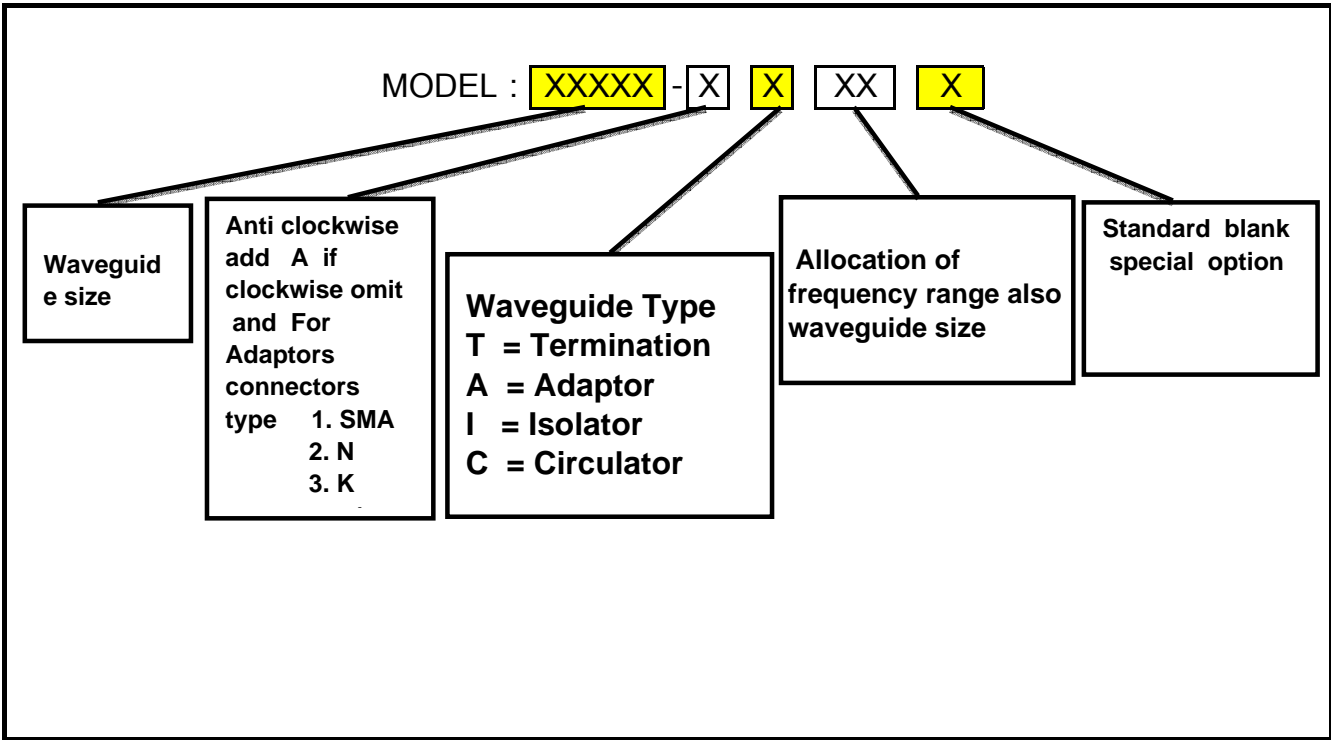 MODEL : XXXXX - X X XX X
Waveguid
e size
Anti clockwise
add A if
clockwise omit
and For
Adaptors
connectors
type 1. SMA
2. N
3. K
Waveguide Type
T = Termination
A = Adaptor
I = Isolator
C = Circulator
Allocation of
frequency range also
waveguide size
Standard blank
special option